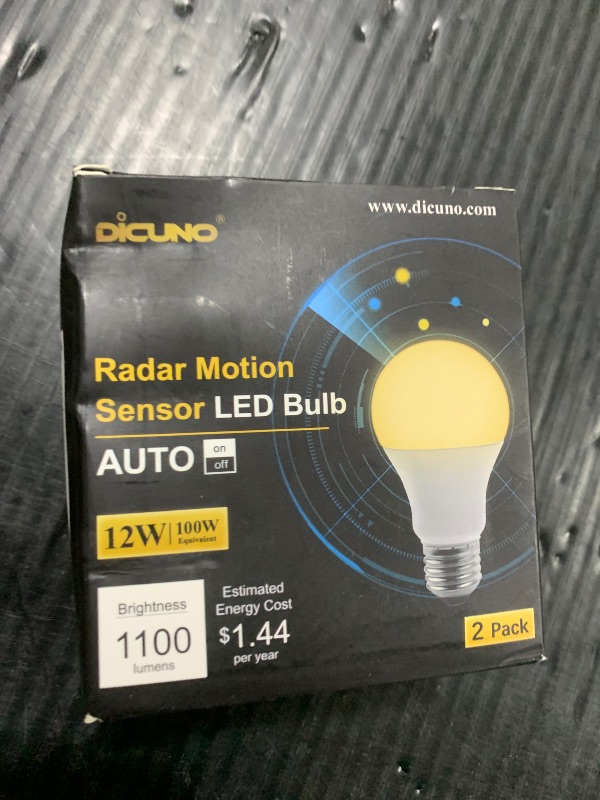 www.dicuno.com
DiCUNO®
Radar Motion
Sensor LED Bulb
AUTO on off
12W 100W Equivalent
Brightness
1100
lumens
Estimated
Energy Cost
$1.44
per year
2 Pack